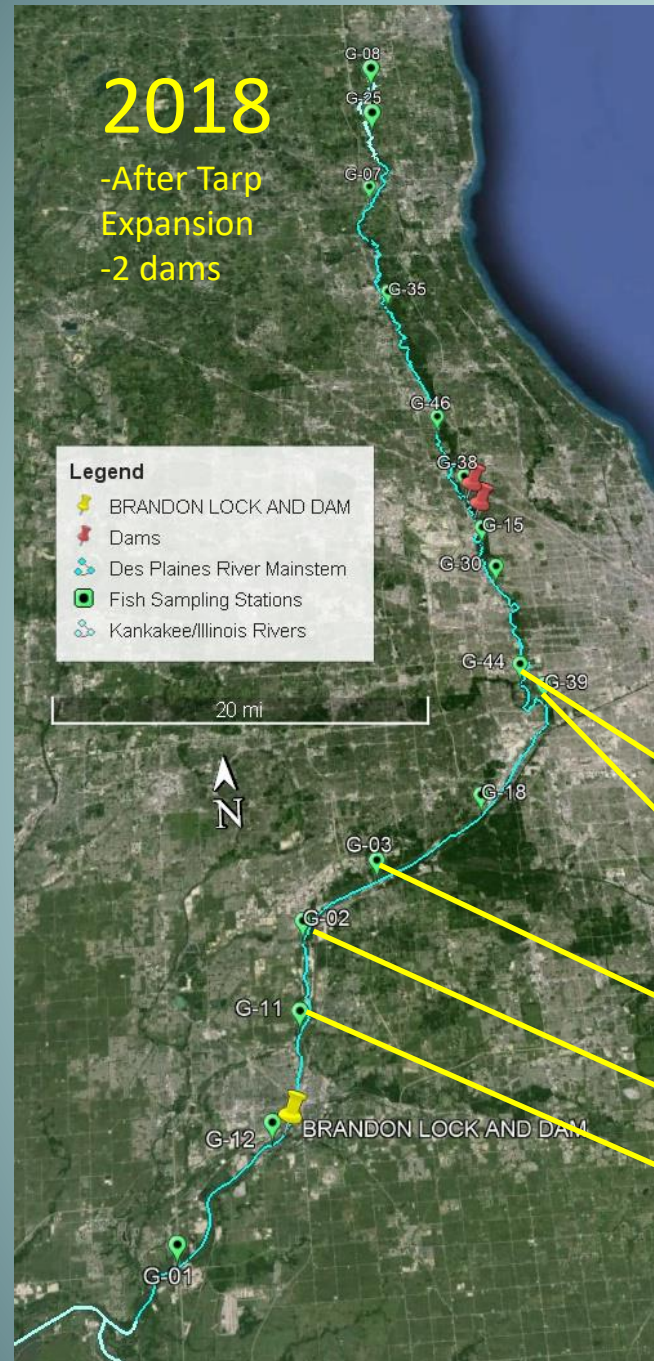 2018
-After Tarp
Expansion
-2 dams
G-08
G-25
G-07
G-35
G-46
Legend
BRANDON LOCK AND DAM
Dams
Des Plaines River Mainstem
Fish Sampling Stations
Kankakee/Illinois Rivers
G-38
G-15
G-30
G-44
G-39
20 mi
N
G-18
G-03
G-02
G-11
G-12
BRANDON LOCK AND DAM
G-01